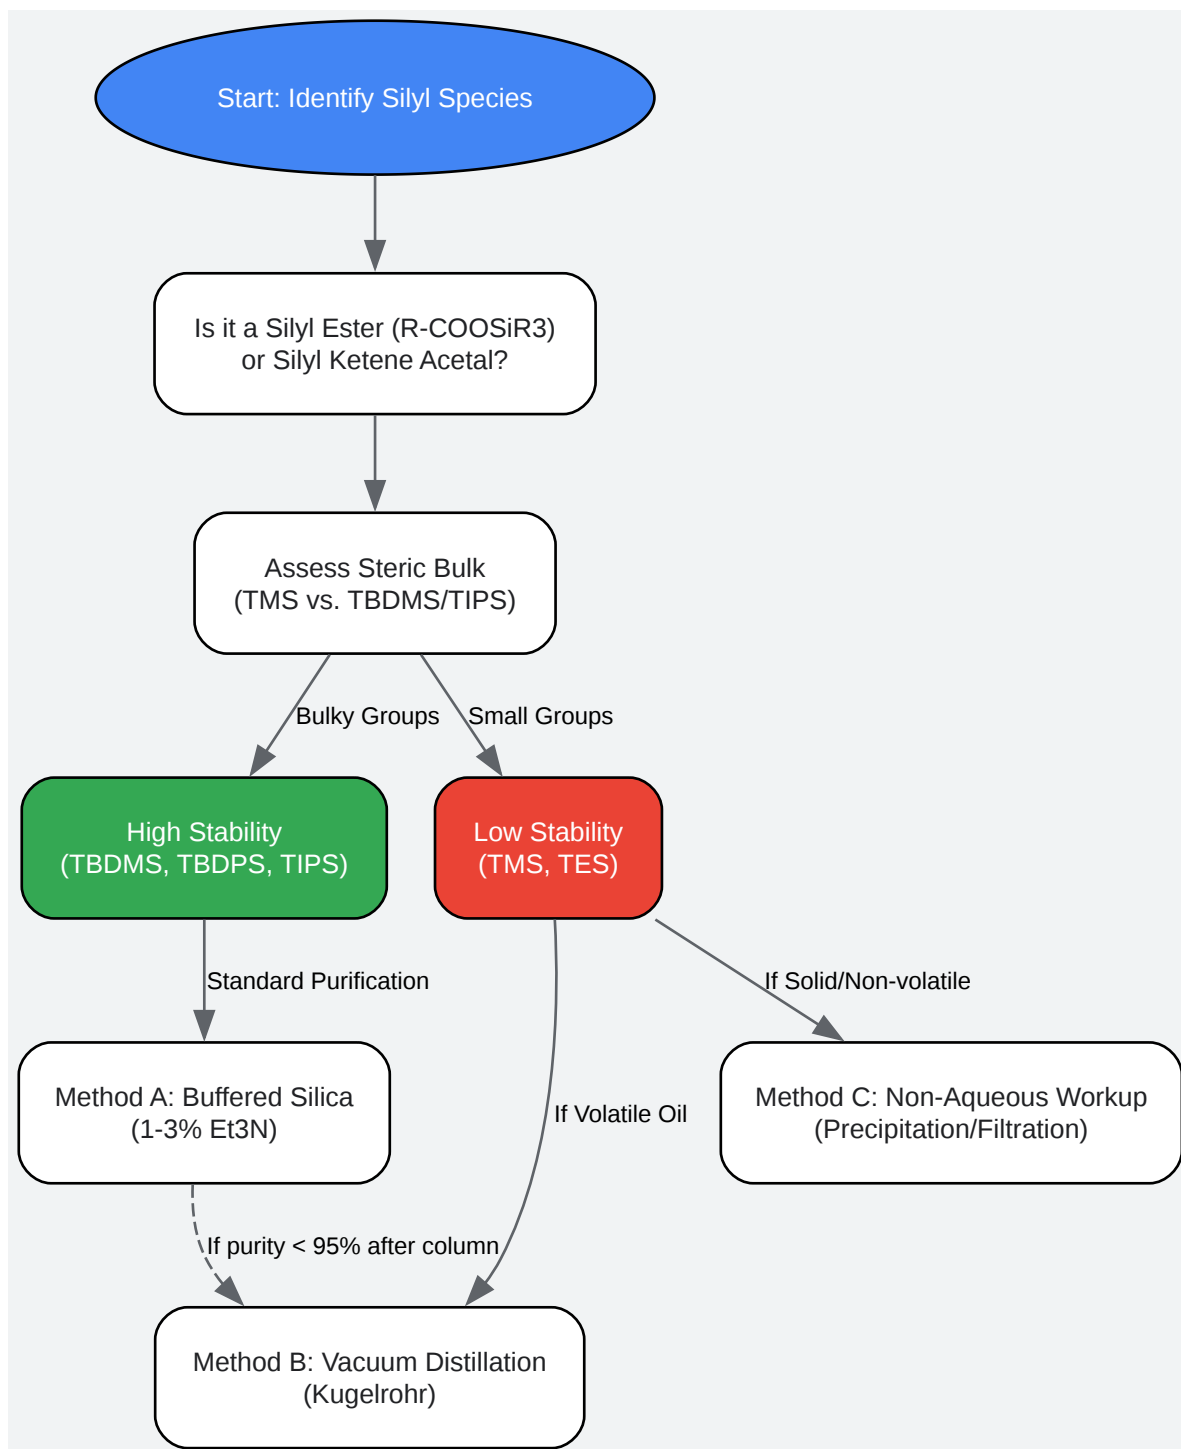 Start: Identify Silyl Species
Is it a Silyl Ester (R-COOSiR3)
or Silyl Ketene Acetal?
Assess Steric Bulk
(TMS vs. TBDMS/TIPS)
Bulky Groups
Small Groups
High Stability
(TBDMS, TBDPS, TIPS)
Low Stability
(TMS, TES)
Standard Purification
If Solid/Non-volatile
Method A: Buffered Silica
(1-3% Et3N)
If Volatile Oil
Method C: Non-Aqueous Workup
(Precipitation/Filtration)
If purity < 95% after column
Method B: Vacuum Distillation
(Kugelrohr)